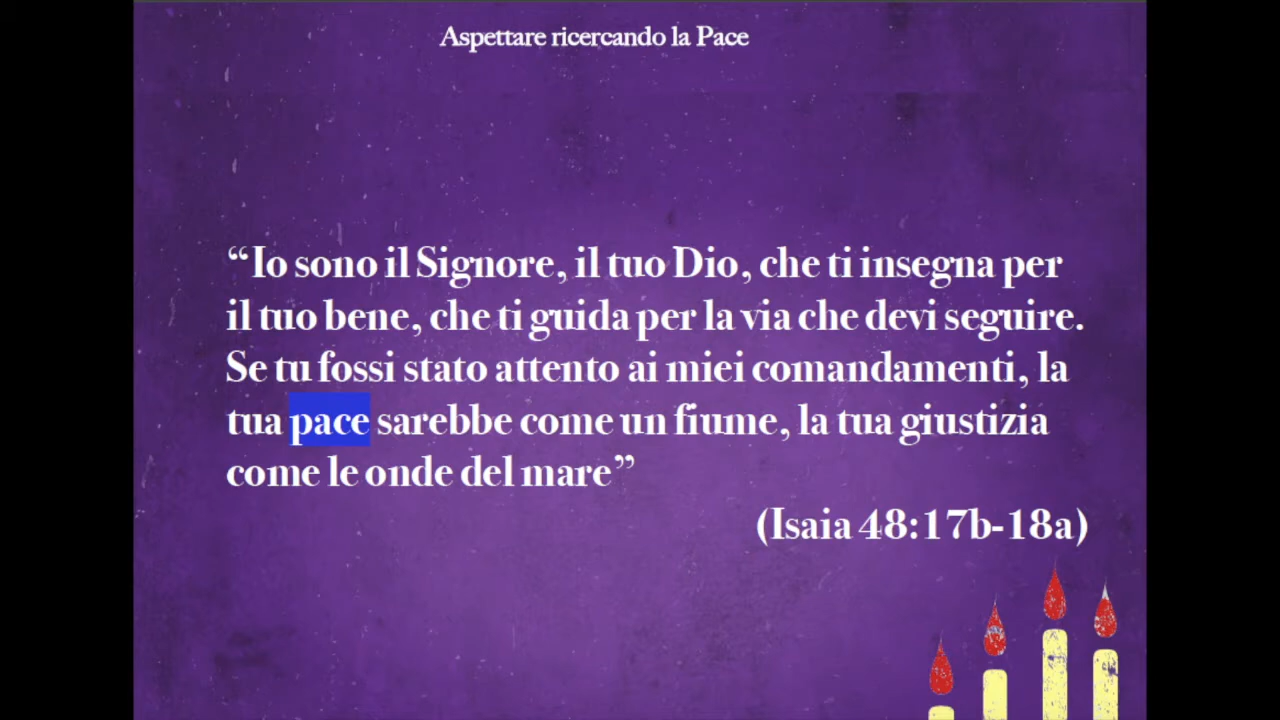 Aspettare ricercando la Pace
“Io sono il Signore, il tuo Dio, che ti insegna per
il tuo bene, che ti guida per la via che devi seguire.
Se tu fossi stato attento ai miei comandamenti, la
tua pace sarebbe come un fiume, la tua giustizia
come le onde del mare”
(Isaia 48:17b-18a)